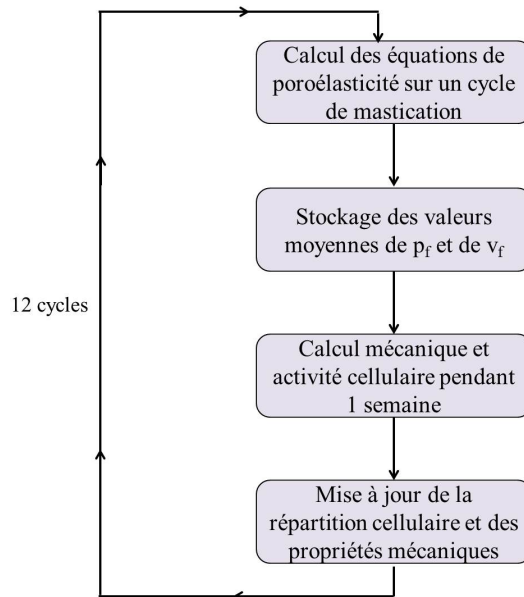 Calcul des équations de
poroélasticité sur un cycle
de mastication
Stockage des valeurs
moyennes de pf et de vf
12 cycles
Calcul mécanique et
activité cellulaire pendant
1 semaine
Mise à jour de la
répartition cellulaire et des
propriétés mécaniques